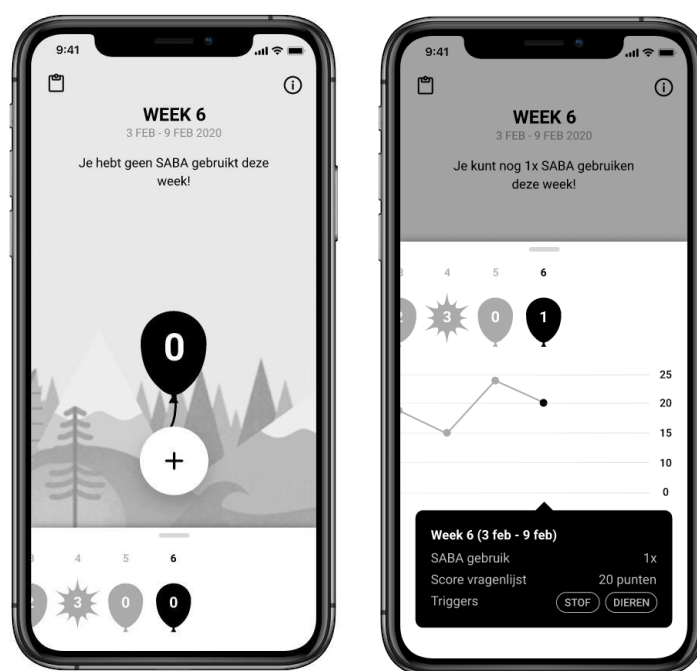 9:41
WEEK 6
3 FEB - 9 FEB 2020
Je hebt geen SABA gebruikt deze
week!
0
+
4 5 6
3 0 0
9:41
WEEK 6
3 FEB - 9 FEB 2020
Je kunt nog 1x SABA gebruiken
deze week!
4 5 6
3 0 1
25
20
15
10
0
Week 6 (3 feb - 9 feb)
SABA gebruik 1x
Score vragenlijst 20 punten
Triggers STOF DIEREN